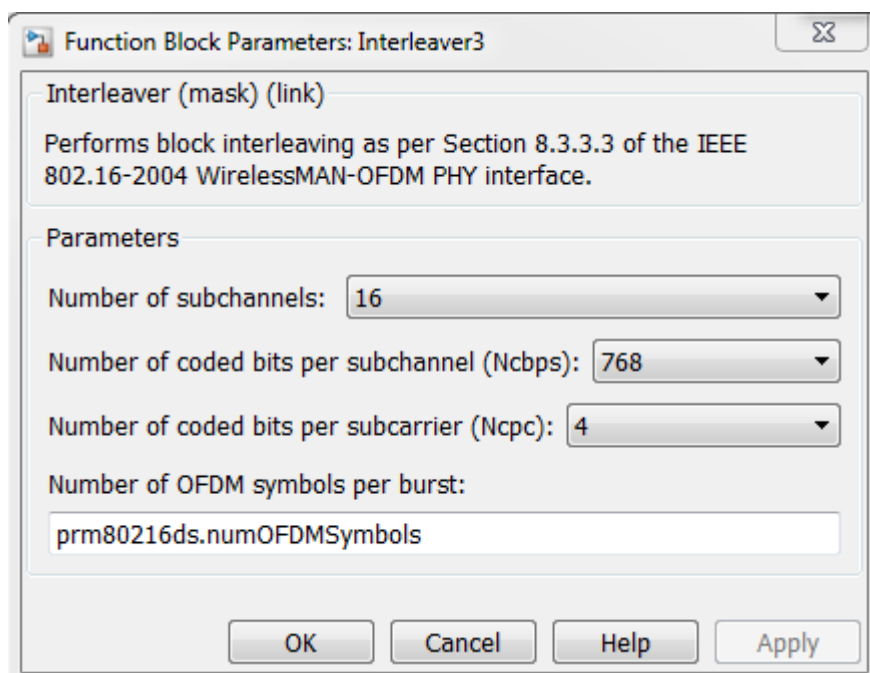 Function Block Parameters: Interleaver3
Interleaver (mask) (link)
Performs block interleaving as per Section 8.3.3.3 of the IEEE
802.16-2004 WirelessMAN-OFDM PHY interface.
Parameters
Number of subchannels: 16
Number of coded bits per subchannel (Ncbps): 768
Number of coded bits per subcarrier (Ncpc): 4
Number of OFDM symbols per burst:
prm80216ds.numOFDMSymbols
OK Cancel Help Apply